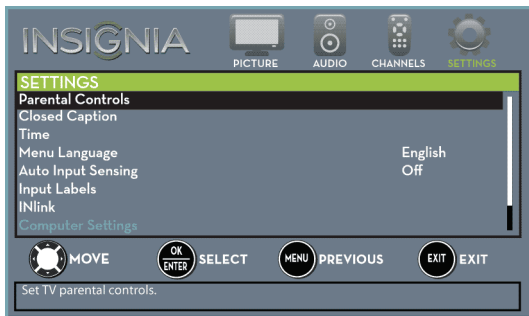 INSIGNIA
PICTURE AUDIO CHANNELS SETTINGS
SETTINGS
Parental Controls
Closed Caption
Time
Menu Language English
Auto Input Sensing Off
Input Labels
INlink
Computer Settings
MOVE OK ENTER SELECT MENU PREVIOUS EXIT EXIT
Set TV parental controls.